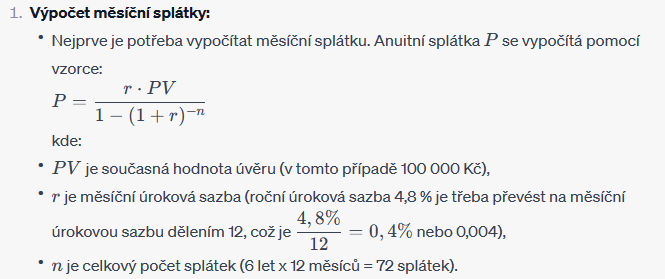 1. Výpočet měsíční splátky:
• Nejprve je potřeba vypočítat měsíční splátku. Anuitní splátka P se vypočítá pomocí
vzorce:
P = \frac{r \cdot PV}{1 - (1 + r)^{-n}}
kde:
• PV je současná hodnota úvěru (v tomto případě 100 000 Kč),
• r je měsíční úroková sazba (roční úroková sazba 4,8 % je třeba převést na měsíční
úrokovou sazbu dělením 12, což je \frac{4,8\%}{12} = 0,4% nebo 0,004),
• n je celkový počet splátek (6 let x 12 měsíců = 72 splátek).